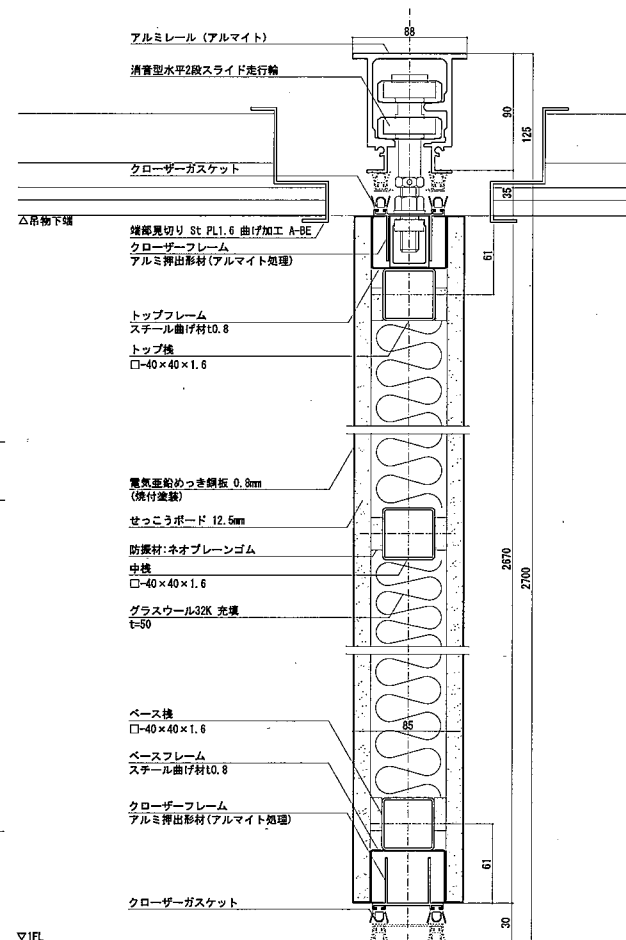 88
アルミレール (アルマイト)
消音型水平2段スライド走行輪
90
125
クローザーガスケット
35
△吊物下端
端部見切り St PL1.6 曲げ加工 A-BE
クローザーフレーム
アルミ押出形材(アルマイト処理)
61
トップフレーム
スチール曲げ材t0.8
トップ桟
□-40×40×1.6
電気亜鉛めっき鋼板 0.8mm
(焼付塗装)
せっこうボード 12.5mm
防振材:ネオプレーンゴム
中桟
□-40×40×1.6
2670
2700
グラスウール32K 充填
t=50
ベース桟
□-40×40×1.6
85
ベースフレーム
スチール曲げ材t0.8
クローザーフレーム
アルミ押出形材(アルマイト処理)
61
クローザーガスケット
30
▽1FL